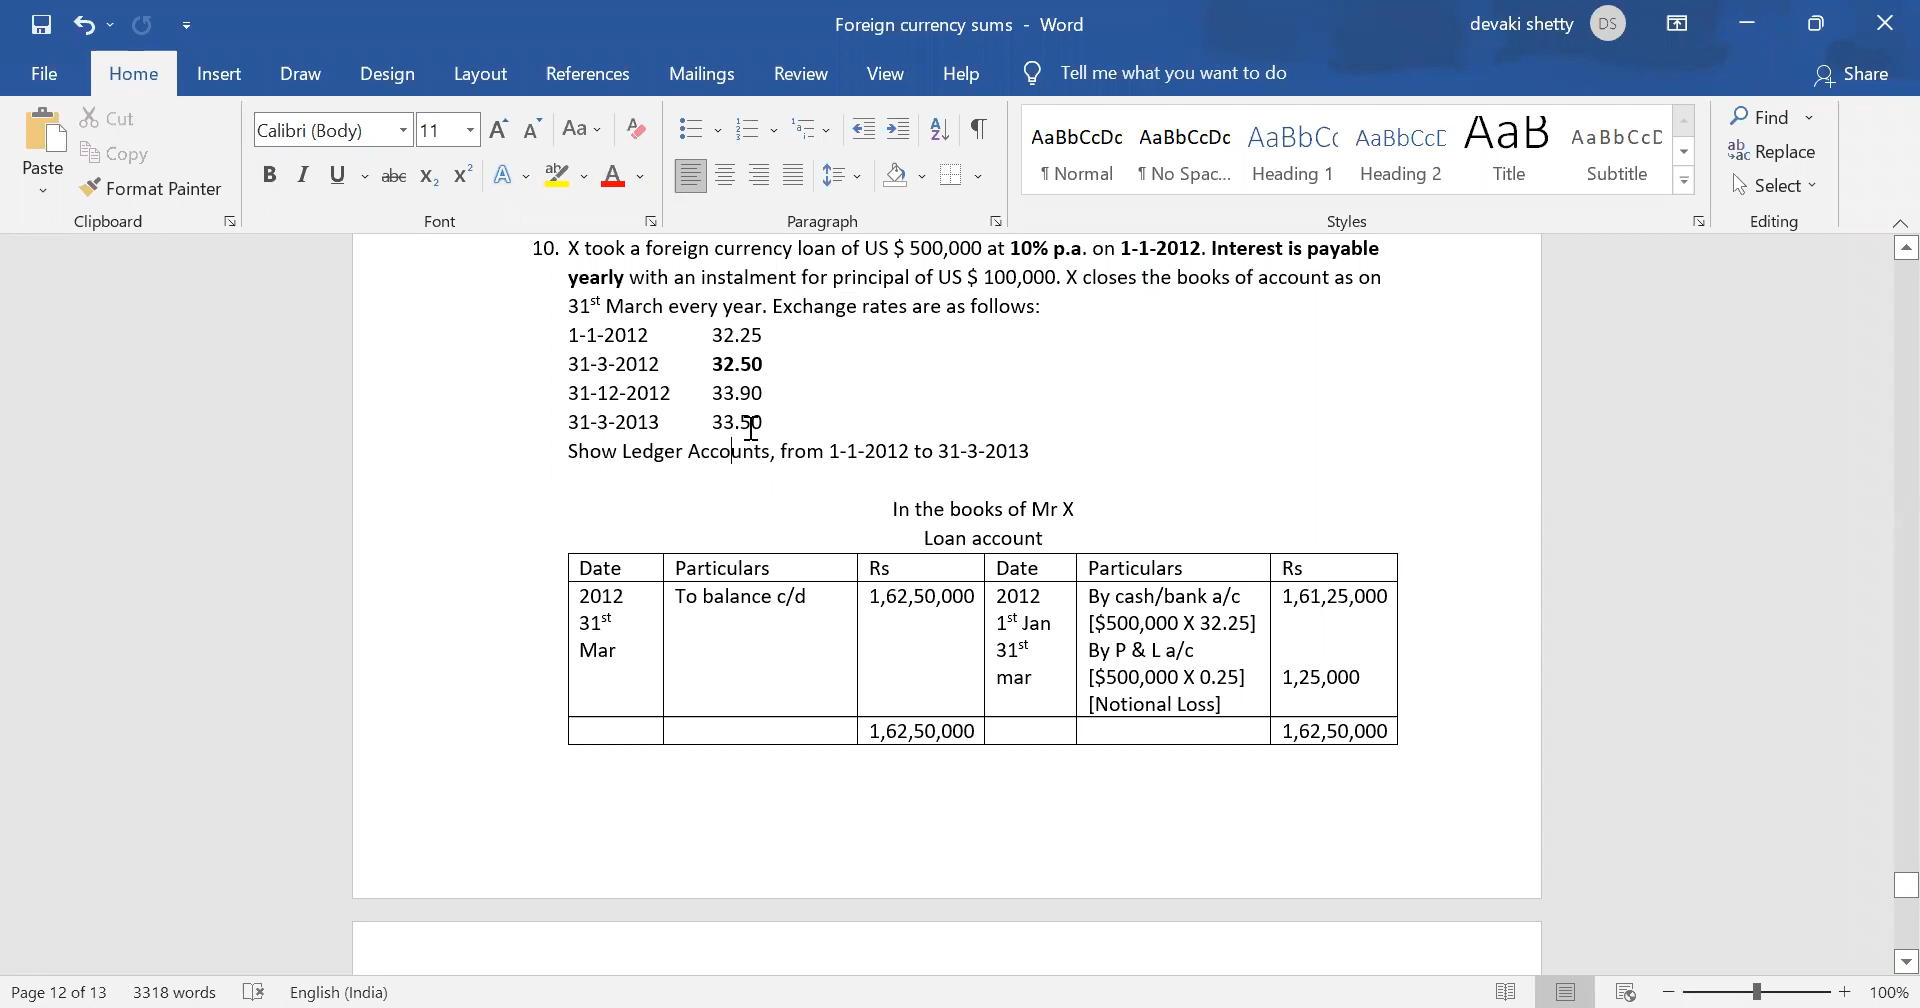 Foreign currency sums - Word
devaki shetty DS
File Home Insert Draw Design Layout References Mailings Review View Help Tell me what you want to do Share
Paste
Cut
Copy
Format Painter
Clipboard
Calibri (Body) 11
Font
Paragraph
AaBbCcDc AaBbCcDc AaBbCc AaBbCcD AaB AaBbCcD
¶ Normal ¶ No Spac... Heading 1 Heading 2 Title Subtitle
Styles
Find
Replace
Select
Editing
10. X took a foreign currency loan of US $ 500,000 at 10% p.a. on 1-1-2012. Interest is payable
yearly with an instalment for principal of US $ 100,000. X closes the books of account as on
31st March every year. Exchange rates are as follows:
1-1-2012 32.25
31-3-2012 32.50
31-12-2012 33.90
31-3-2013 33.50
Show Ledger Accounts, from 1-1-2012 to 31-3-2013
In the books of Mr X
Loan account
Date Particulars Rs Date Particulars Rs
2012 To balance c/d 1,62,50,000 2012 By cash/bank a/c 1,61,25,000
31st 1st Jan [$500,000 X 32.25]
Mar 31st By P & L a/c
mar [$500,000 X 0.25] 1,25,000
[Notional Loss]
1,62,50,000 1,62,50,000
Page 12 of 13 3318 words English (India) 100%